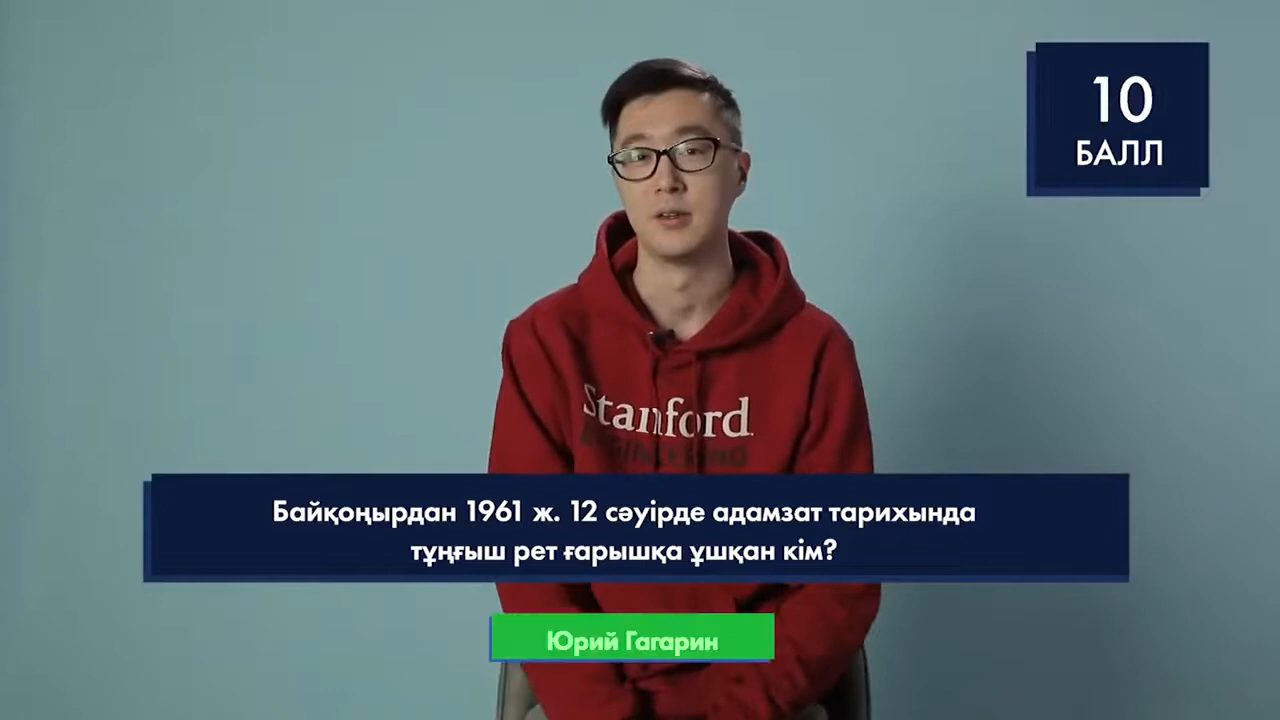 10
БАЛЛ
Stanford
Байқоңырдан 1961 ж. 12 сәуірде адамзат тарихында
тұңғыш рет ғарышқа ұшқан кім?
Юрий Гагарин